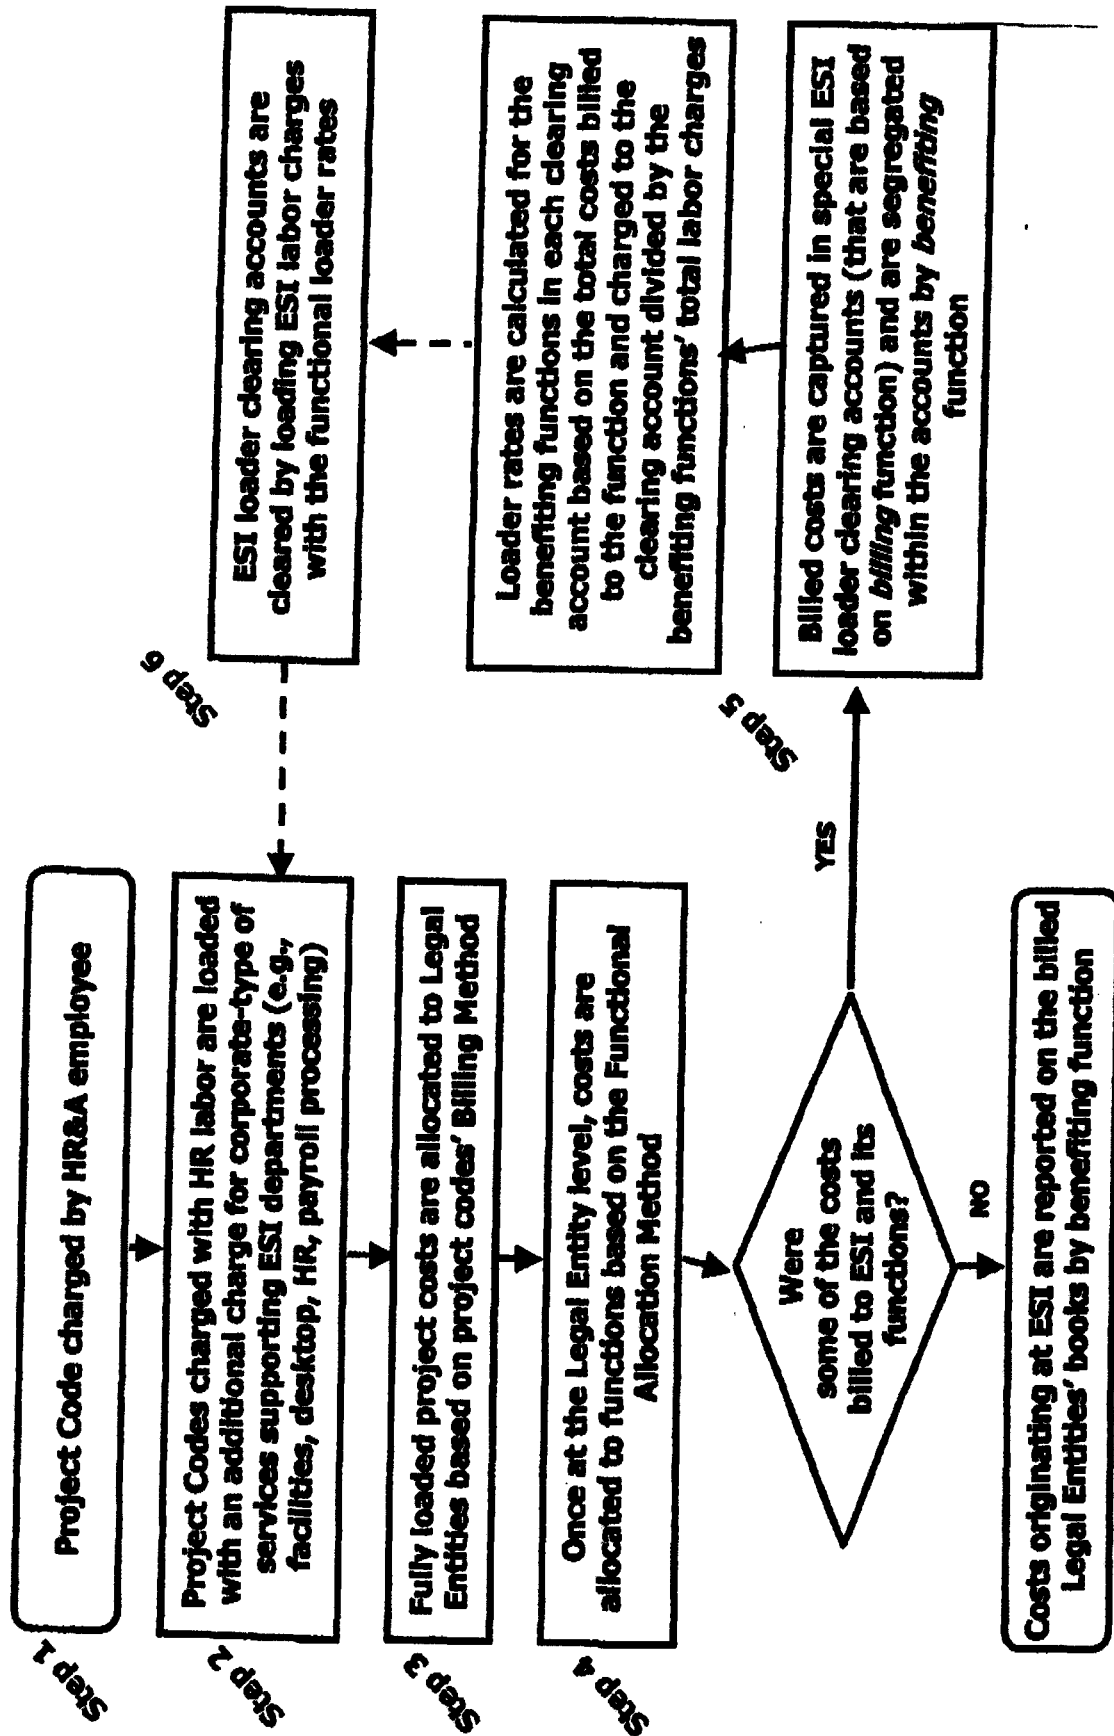 Step 1
Project Code charged by HR&A employee
Step 2
Project Codes charged with HR labor are loaded
with an additional charge for corporate-type of
services supporting ESI departments (e.g.,
facilities, desktop, HR, payroll processing)
Step 3
Fully loaded project costs are allocated to Legal
Entities based on project codes' Billing Method
Step 4
Once at the Legal Entity level, costs are
allocated to functions based on the Functional
Allocation Method
Were
some of the costs
billed to ESI and its
functions?
NO
Costs originating at ESI are reported on the billed
Legal Entities' books by benefiting function
YES
Step 5
Billed costs are captured in special ESI
loader clearing accounts (that are based
on billing function) and are segregated
within the accounts by benefiting
function
Loader rates are calculated for the
benefiting functions in each clearing
account based on the total costs billed
to the function and charged to the
clearing account divided by the
benefiting functions' total labor charges
Step 6
ESI loader clearing accounts are
cleared by loading ESI labor charges
with the functional loader rates